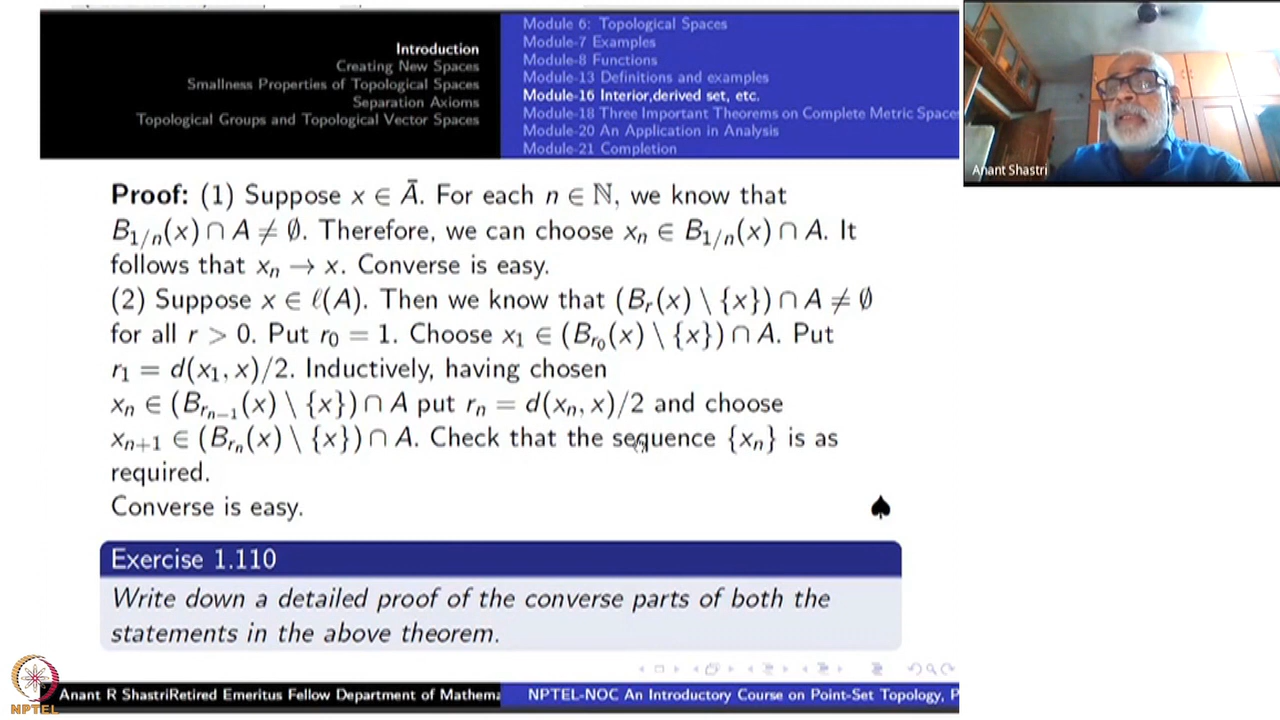 Introduction
Creating New Spaces
Smallness Properties of Topological Spaces
Separation Axioms
Topological Groups and Topological Vector Spaces
Module 6: Topological Spaces
Module-7 Examples
Module-8 Functions
Module-13 Definitions and examples
Module-16 Interior,derived set, etc.
Module-18 Three Important Theorems on Complete Metric Space
Module-20 An Application in Analysis
Module-21 Completion
Anant Shastri
Proof: (1) Suppose x ∈ Ā. For each n ∈ ℕ, we know that
B_{1/n}(x) ∩ A ≠ ∅. Therefore, we can choose x_n ∈ B_{1/n}(x) ∩ A. It
follows that x_n → x. Converse is easy.
(2) Suppose x ∈ ℓ(A). Then we know that (B_r(x) \ {x}) ∩ A ≠ ∅
for all r > 0. Put r_0 = 1. Choose x_1 ∈ (B_{r_0}(x) \ {x}) ∩ A. Put
r_1 = d(x_1, x)/2. Inductively, having chosen
x_n ∈ (B_{r_{n−1}}(x) \ {x}) ∩ A put r_n = d(x_n, x)/2 and choose
x_{n+1} ∈ (B_{r_n}(x) \ {x}) ∩ A. Check that the sequence {x_n} is as
required.
Converse is easy. ♠
Exercise 1.110
Write down a detailed proof of the converse parts of both the
statements in the above theorem.
NPTEL
Anant R ShastriRetired Emeritus Fellow Department of Mathema
NPTEL-NOC An Introductory Course on Point-Set Topology, P